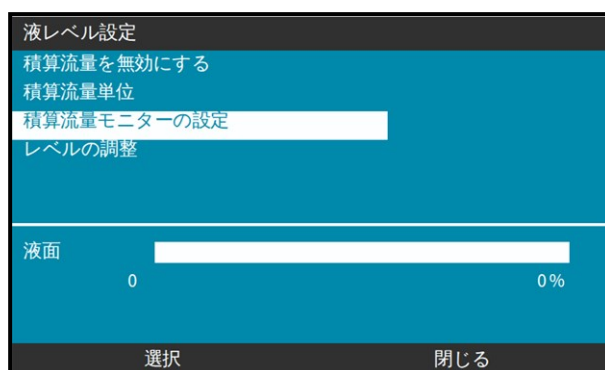 液レベル設定
積算流量を無効にする
積算流量単位
積算流量モニターの設定
レベルの調整
液面
0 0%
選択 閉じる